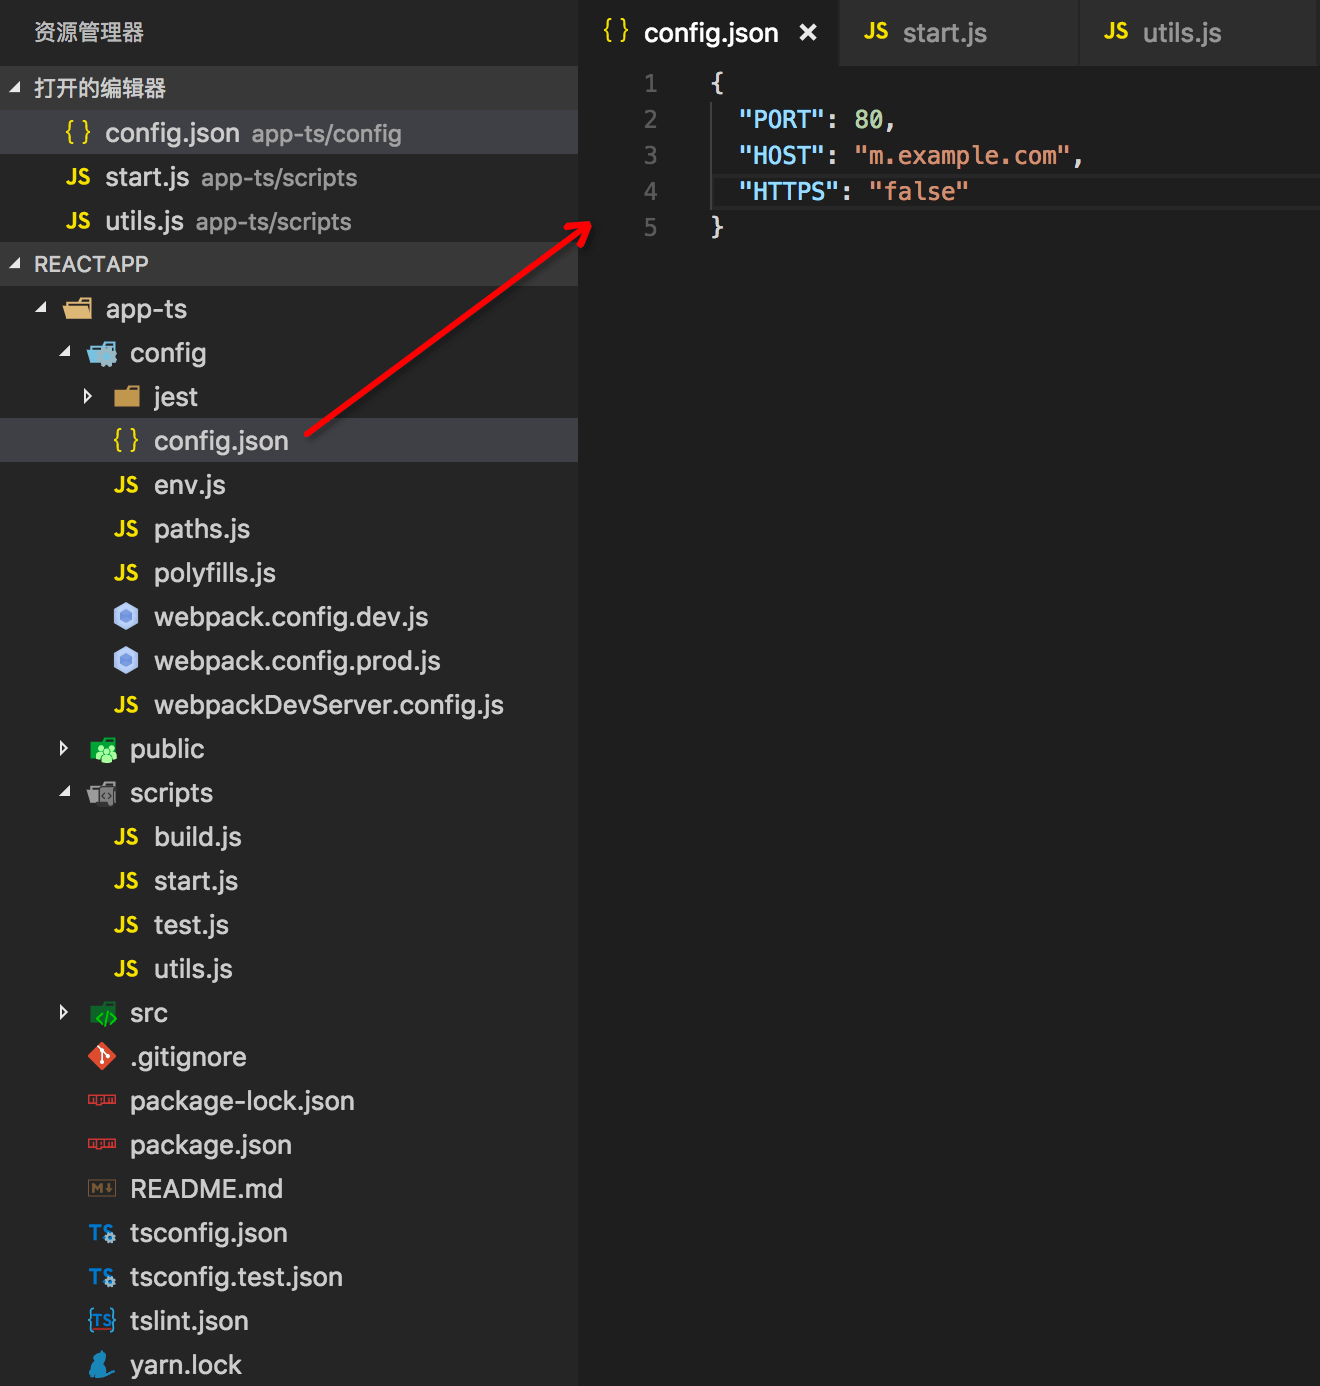 资源管理器
打开的编辑器
{ } config.json app-ts/config
JS start.js app-ts/scripts
JS utils.js app-ts/scripts
REACTAPP
app-ts
config
jest
{ } config.json
JS env.js
JS paths.js
JS polyfills.js
webpack.config.dev.js
webpack.config.prod.js
JS webpackDevServer.config.js
public
scripts
JS build.js
JS start.js
JS test.js
JS utils.js
src
.gitignore
package-lock.json
package.json
M README.md
TS tsconfig.json
TS tsconfig.test.json
{TS} tslint.json
yarn.lock
{ } config.json ×
JS start.js
JS utils.js
1 {
2 "PORT": 80,
3 "HOST": "m.example.com",
4 "HTTPS": "false"
5 }